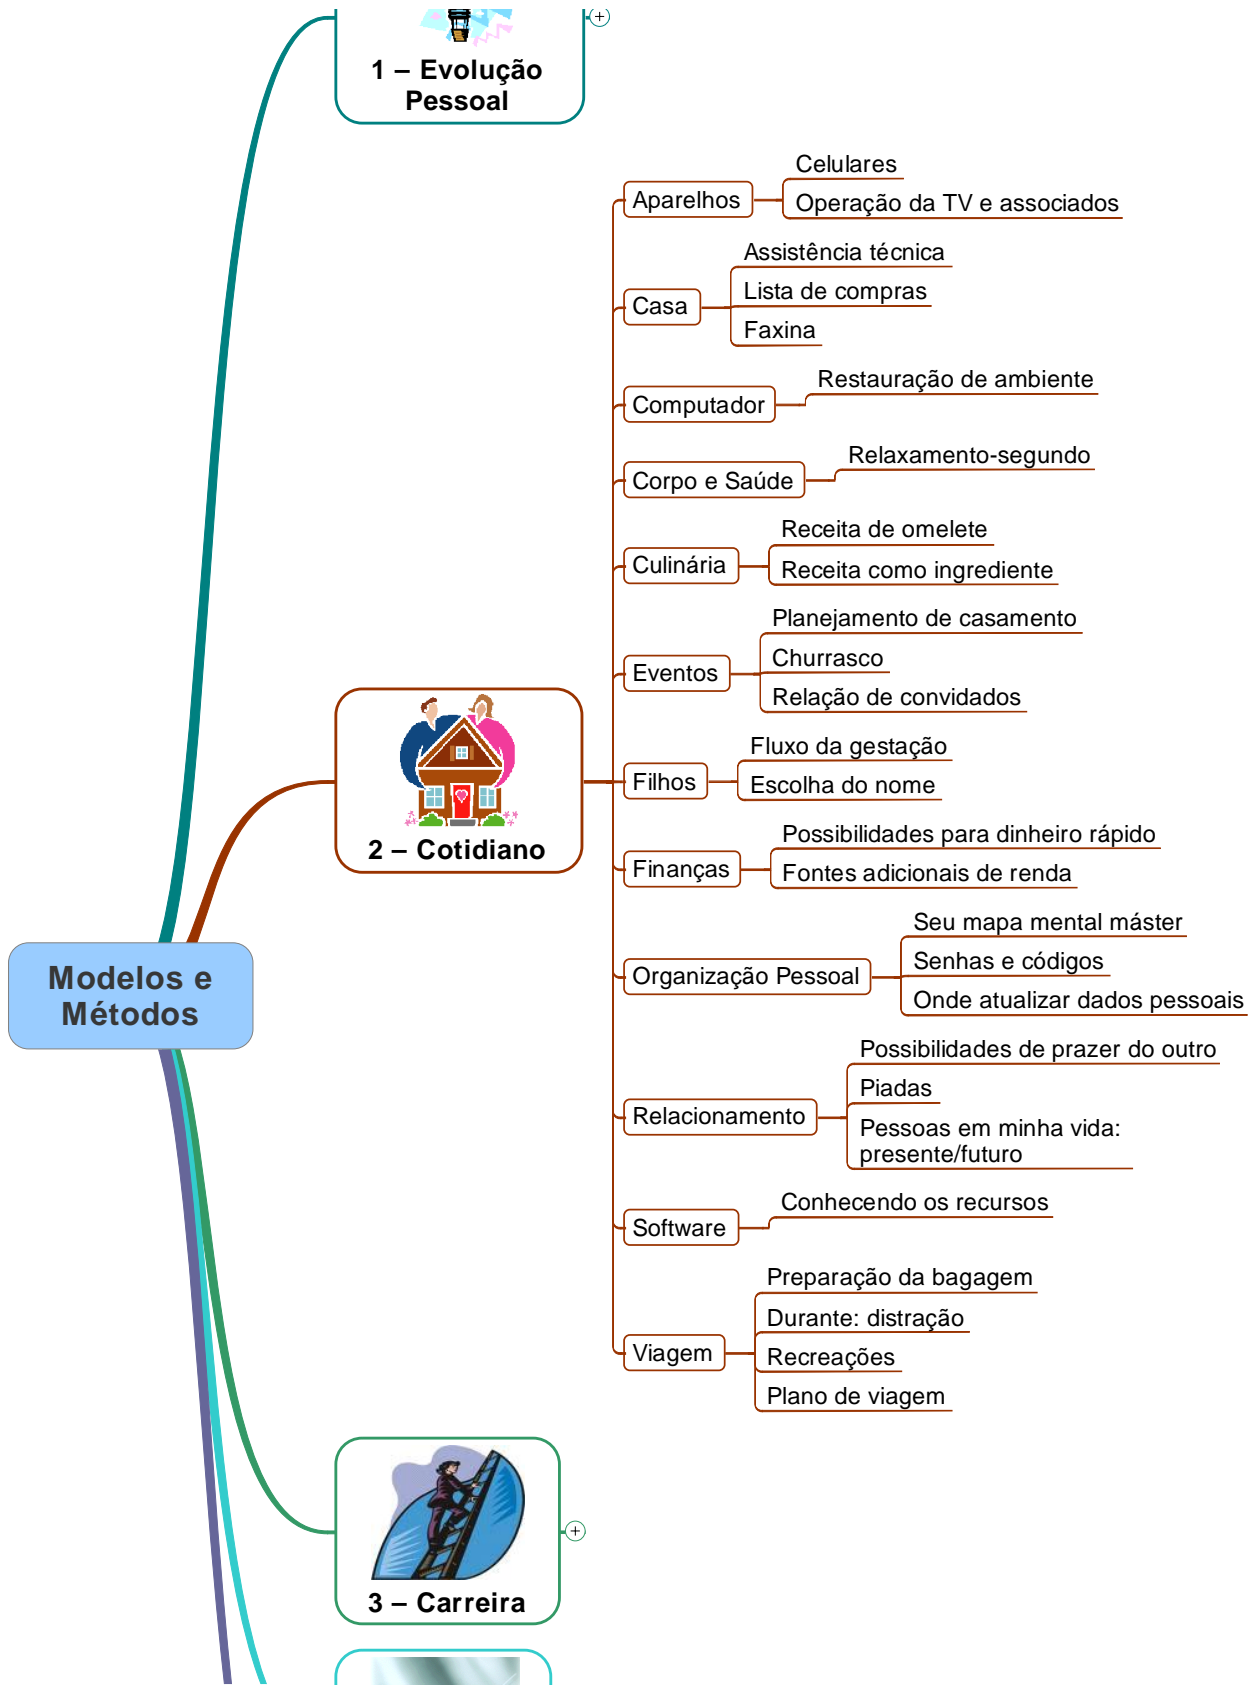 1 – Evolução
Pessoal
Celulares
Aparelhos
Operação da TV e associados
Assistência técnica
Casa
Lista de compras
Faxina
Restauração de ambiente
Computador
Relaxamento-segundo
Corpo e Saúde
Receita de omelete
Culinária
Receita como ingrediente
Planejamento de casamento
Eventos
Churrasco
Relação de convidados
Fluxo da gestação
Filhos
Escolha do nome
2 – Cotidiano
Possibilidades para dinheiro rápido
Finanças
Fontes adicionais de renda
Modelos e
Métodos
Seu mapa mental máster
Organização Pessoal
Senhas e códigos
Onde atualizar dados pessoais
Possibilidades de prazer do outro
Relacionamento
Piadas
Pessoas em minha vida:
presente/futuro
Conhecendo os recursos
Software
Preparação da bagagem
Durante: distração
Viagem
Recreações
Plano de viagem
3 – Carreira